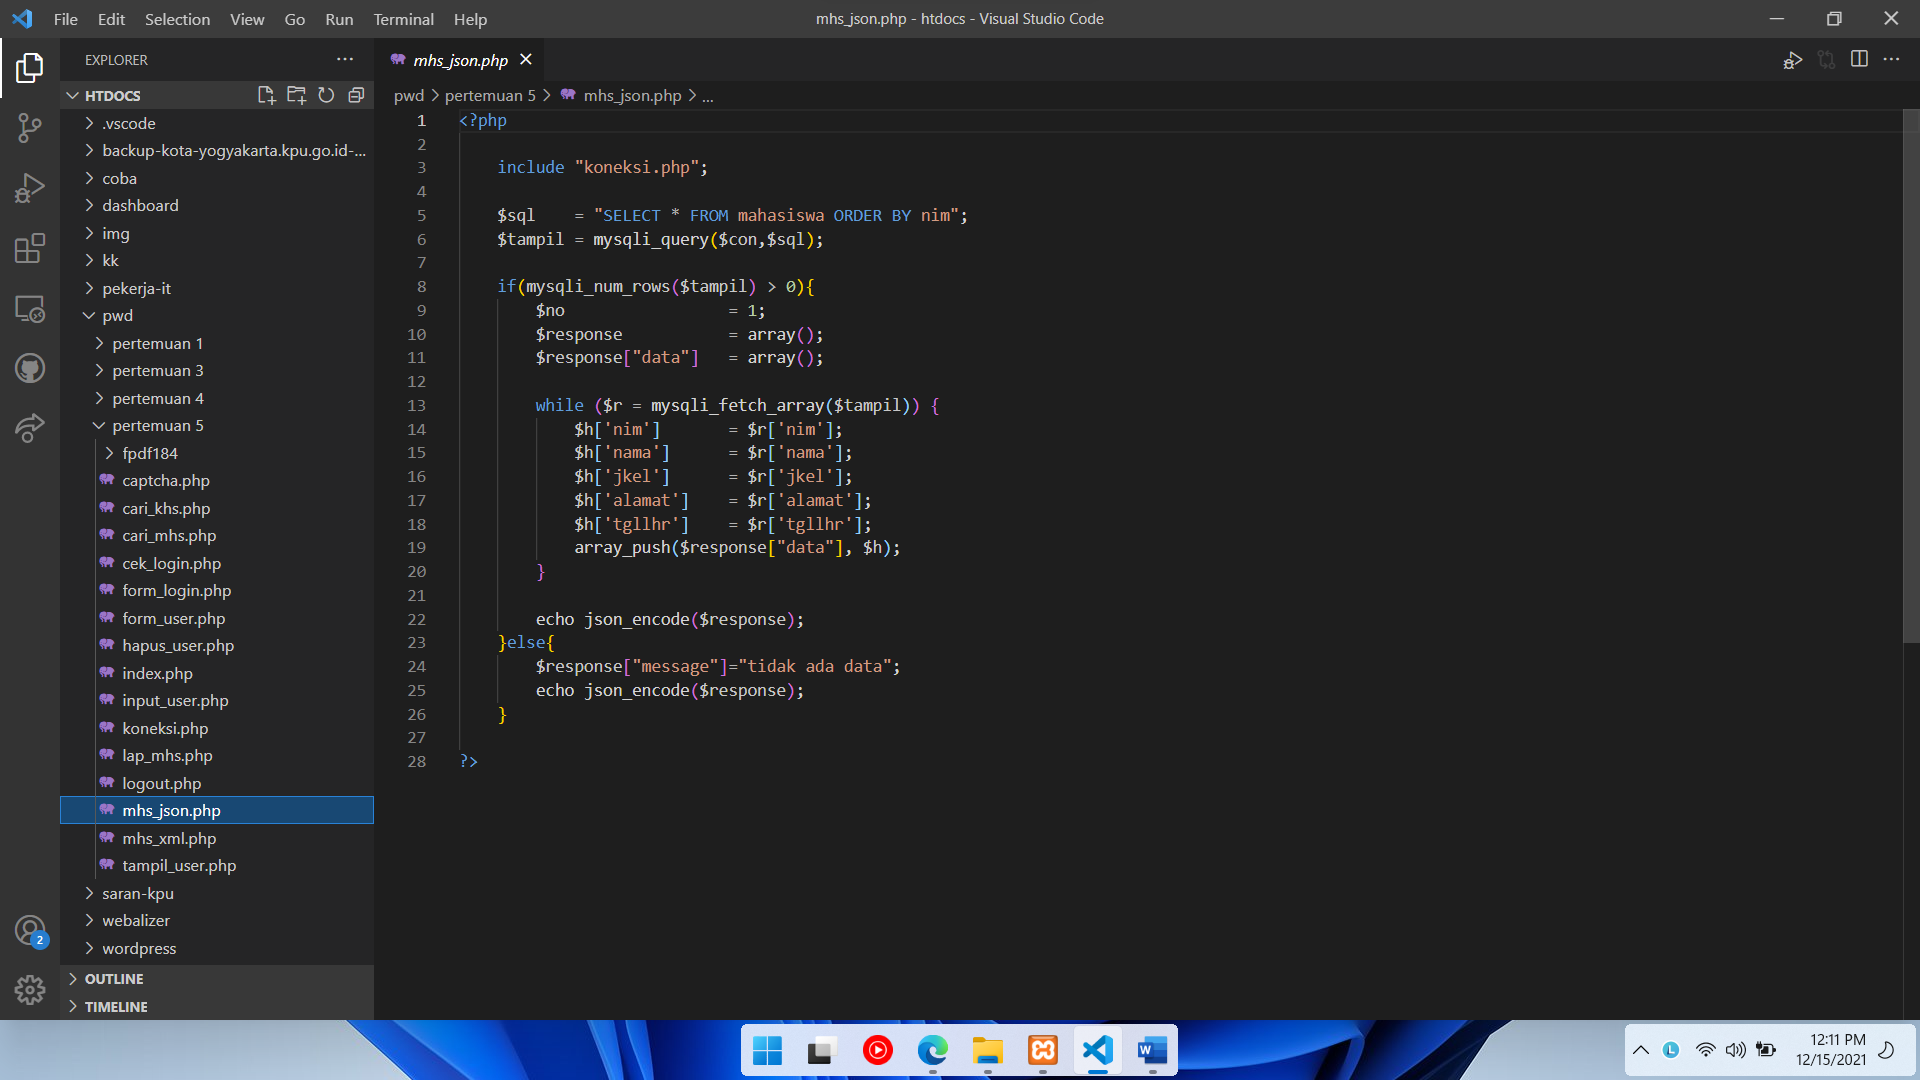 File Edit Selection View Go Run Terminal Help
mhs_json.php - htdocs - Visual Studio Code
EXPLORER
HTDOCS
.vscode
backup-kota-yogyakarta.kpu.go.id-...
coba
dashboard
img
kk
pekerja-it
pwd
pertemuan 1
pertemuan 3
pertemuan 4
pertemuan 5
fpdf184
captcha.php
cari_khs.php
cari_mhs.php
cek_login.php
form_login.php
form_user.php
hapus_user.php
index.php
input_user.php
koneksi.php
lap_mhs.php
logout.php
mhs_json.php
mhs_xml.php
tampil_user.php
saran-kpu
webalizer
wordpress
OUTLINE
TIMELINE
2
mhs_json.php
pwd > pertemuan 5 > mhs_json.php > ...
1 <?php
2
3 include "koneksi.php";
4
5 $sql = "SELECT * FROM mahasiswa ORDER BY nim";
6 $tampil = mysqli_query($con,$sql);
7
8 if(mysqli_num_rows($tampil) > 0){
9 $no = 1;
10 $response = array();
11 $response["data"] = array();
12
13 while ($r = mysqli_fetch_array($tampil)) {
14 $h['nim'] = $r['nim'];
15 $h['nama'] = $r['nama'];
16 $h['jkel'] = $r['jkel'];
17 $h['alamat'] = $r['alamat'];
18 $h['tgllhr'] = $r['tgllhr'];
19 array_push($response["data"], $h);
20 }
21
22 echo json_encode($response);
23 }else{
24 $response["message"]="tidak ada data";
25 echo json_encode($response);
26 }
27
28 ?>
W
L
12:11 PM
12/15/2021